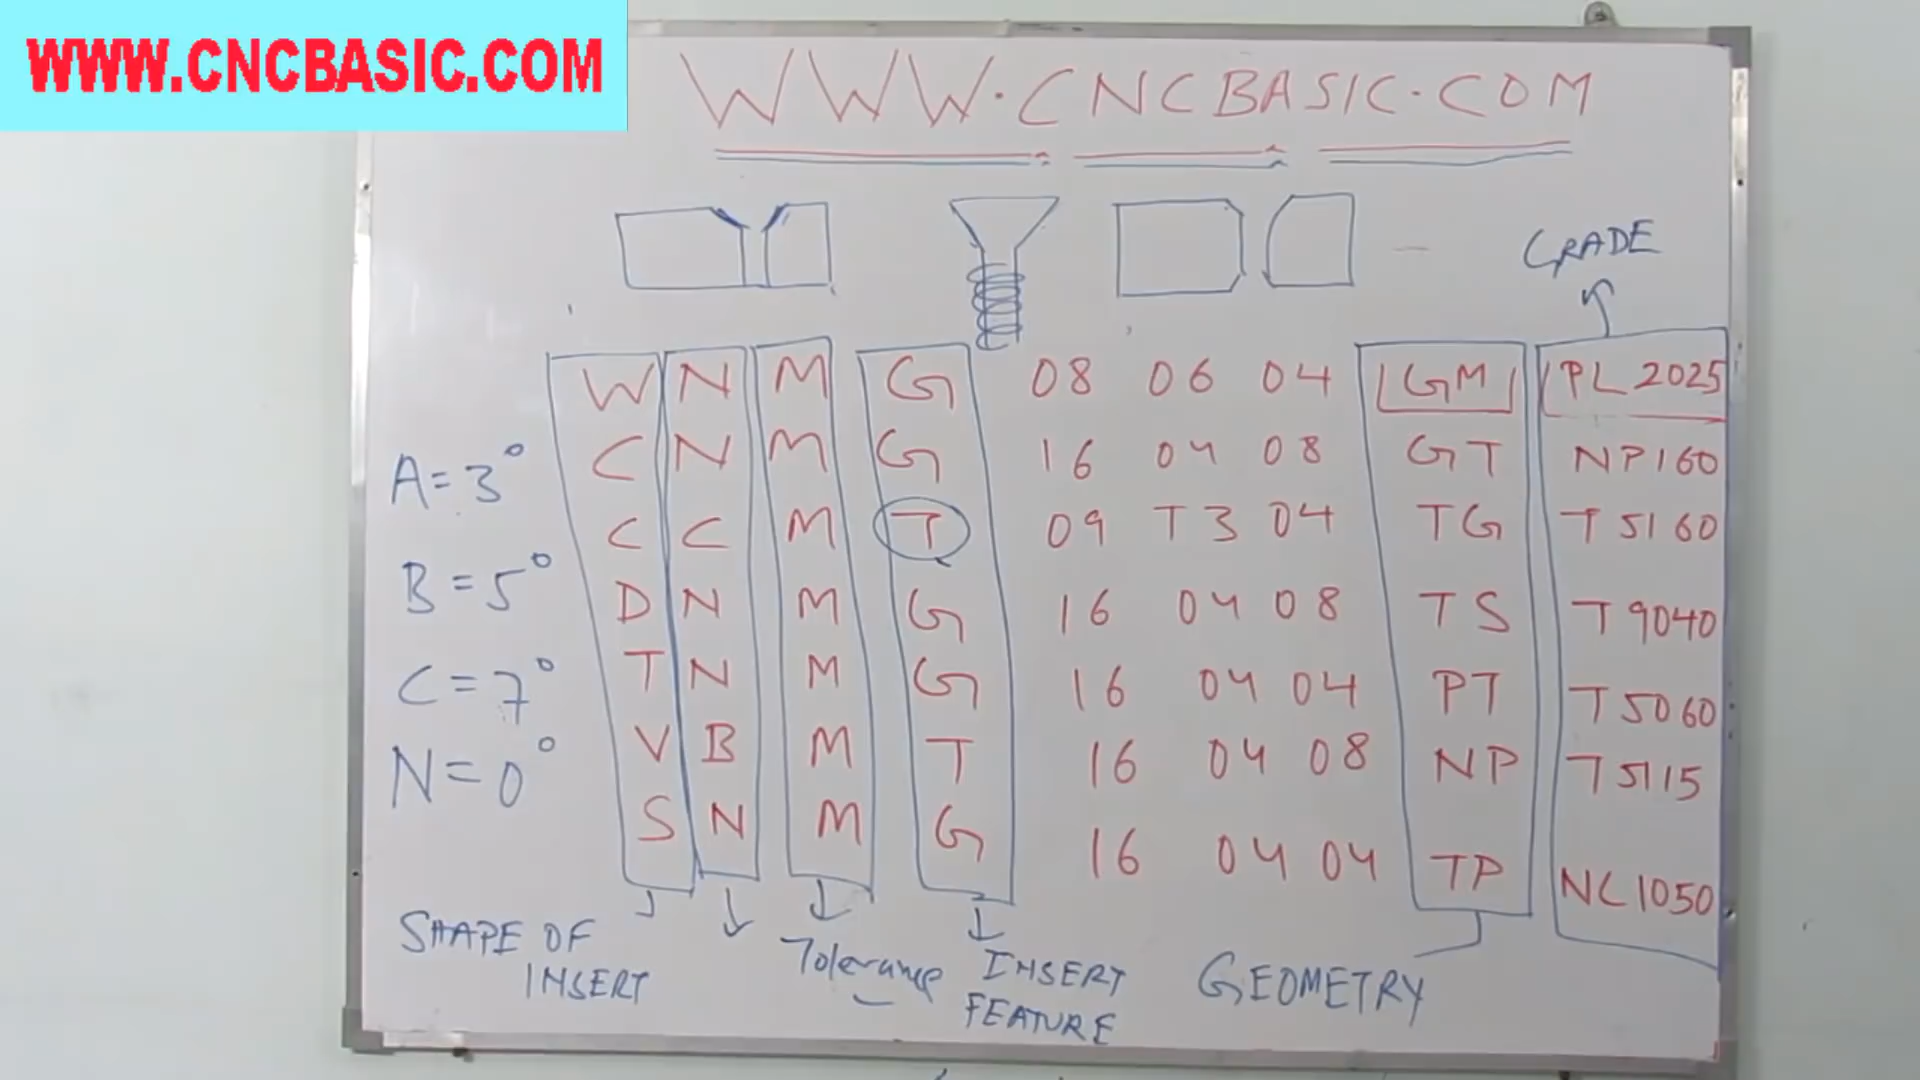 WWW.CNCBASIC.COM
WWW.CNCBASIC.COM
GRADE
W N M G 08 06 04 GM PL2025
C N M G 16 04 08 GT NP160
A=3°
C C M T 09 T3 04 TG T5160
B=5°
D N M G 16 04 08 TS T9040
T N M G 16 04 04 PT T5060
C=7°
V B M T 16 04 08 NP T5115
N=0°
S N M G 16 04 04 TP NC1050
SHAPE OF
INSERT
Tolerance
INSERT
FEATURE
GEOMETRY